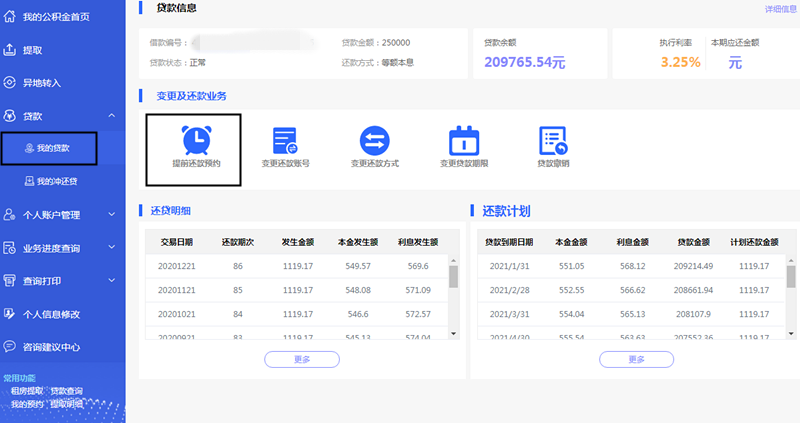 我的公积金首页
提取
异地转入
贷款
我的贷款
我的冲还贷
个人账户管理
业务进度查询
查询打印
个人信息修改
咨询建议中心
常用功能
租房提取 贷款查询
我的预约 提取明细
贷款信息 详细信息
借款编号： 贷款金额：250000
贷款状态：正常 还款方式：等额本息
贷款余额 执行利率 本期应还金额
209765.54元 3.25% 元
变更及还款业务
提前还款预约 变更还款账号 变更还款方式 变更贷款期限 贷款撤销
还贷明细
交易日期 还款期次 发生金额 本金发生额 利息发生额
20201221 86 1119.17 549.57 569.6
20201121 85 1119.17 548.08 571.09
20201021 84 1119.17 546.6 572.57
20200921 83 1119.17 545.13 574.04
更多
还款计划
贷款到期日期 本金金额 利息金额 贷款金额 计划还款金额
2021/1/31 551.05 568.12 209214.49 1119.17
2021/2/28 552.55 566.62 208661.94 1119.17
2021/3/31 554.04 565.13 208107.9 1119.17
2021/4/30 555.54 563.63 207552.36 1119.17
更多